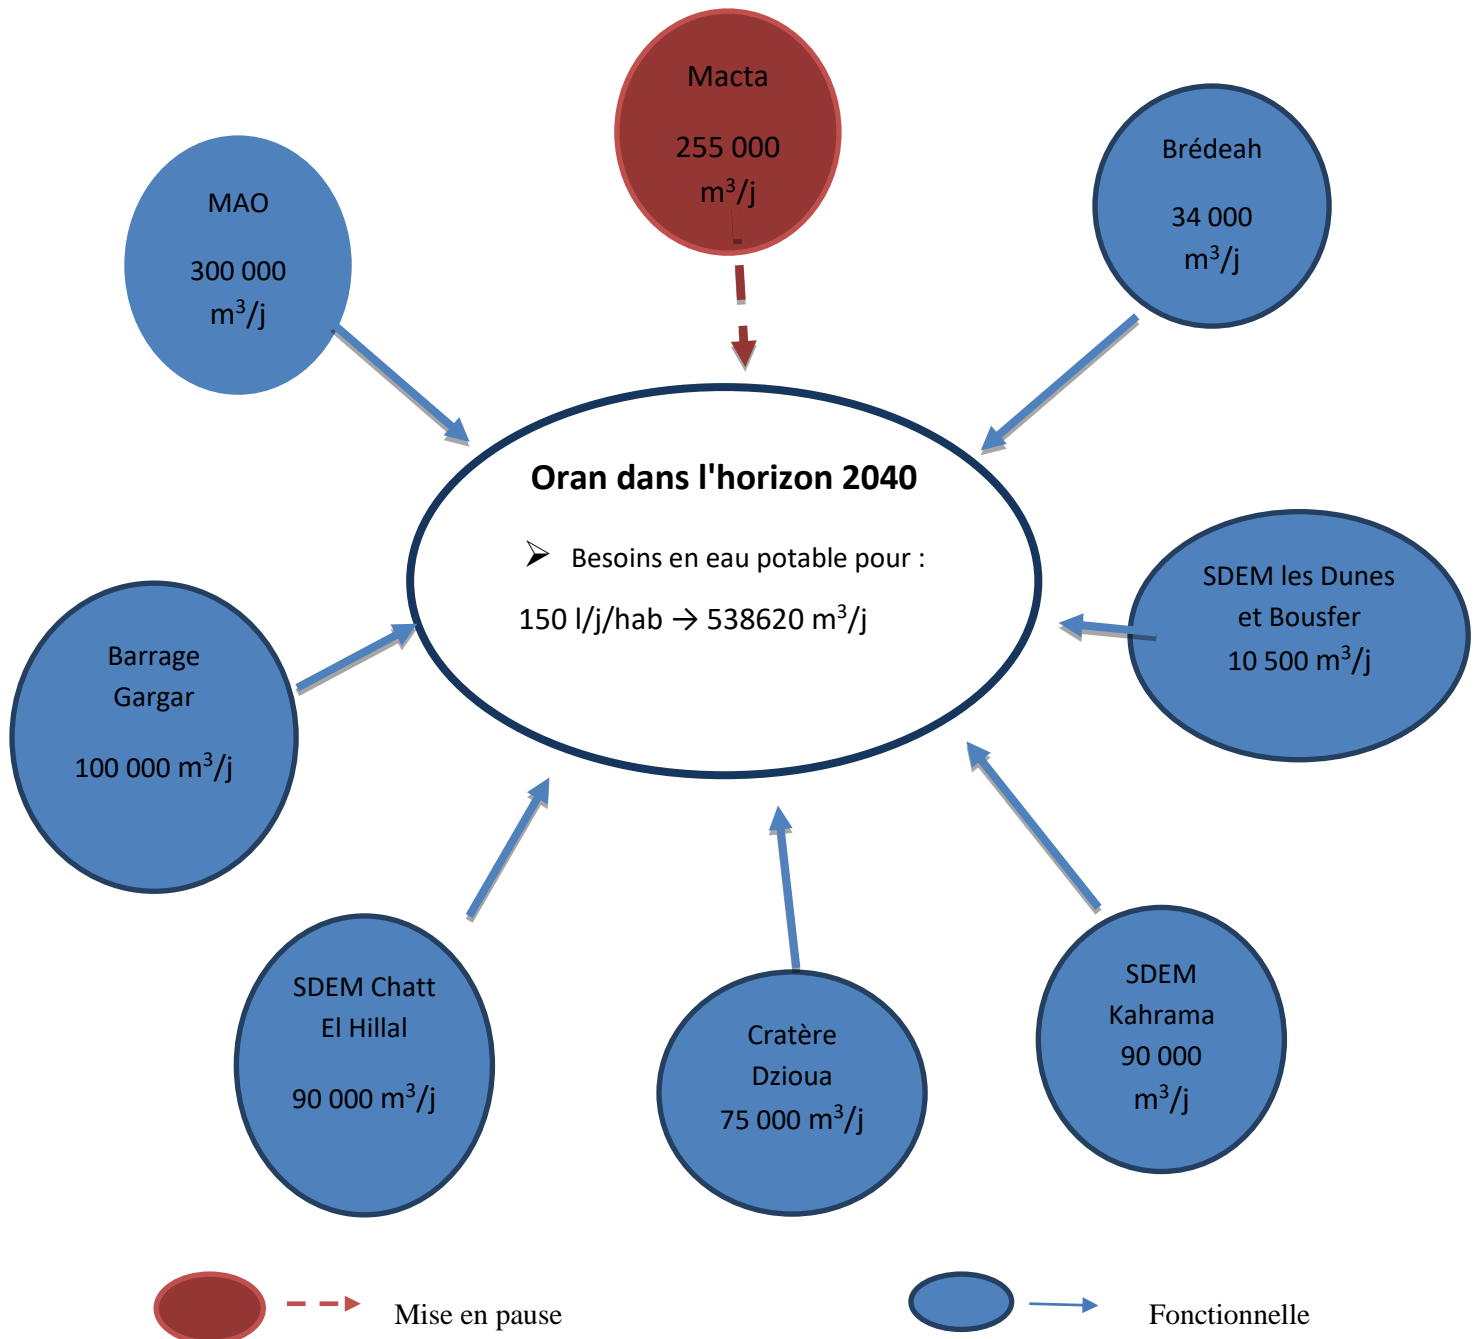 Macta
255 000
m³/j
MAO
300 000
m³/j
Brédeah
34 000
m³/j
Oran dans l'horizon 2040
➢ Besoins en eau potable pour :
150 l/j/hab → 538620 m³/j
SDEM les Dunes
et Bousfer
10 500 m³/j
Barrage
Gargar
100 000 m³/j
SDEM Chatt
El Hillal
90 000 m³/j
Cratère
Dzioua
75 000 m³/j
SDEM
Kahrama
90 000
m³/j
Mise en pause
Fonctionnelle